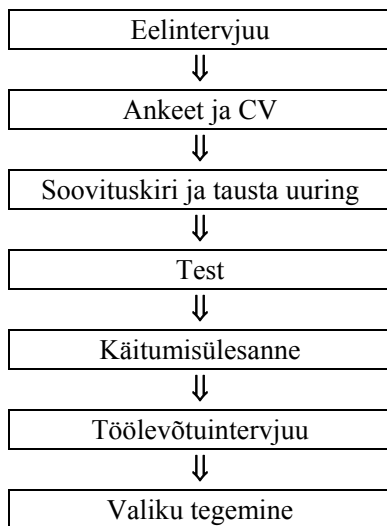 Eelintervjuu
⇓
Ankeet ja CV
⇓
Soovituskiri ja tausta uuring
⇓
Test
⇓
Käitumisülesanne
⇓
Töölevõtuintervjuu
⇓
Valiku tegemine